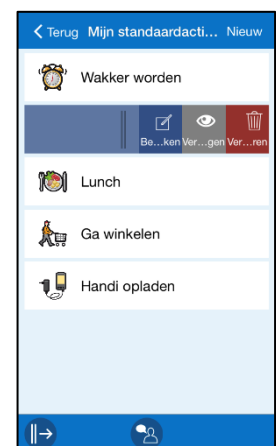 Terug Mijn standaardacti... Nieuw
Wakker worden
Be...ken Ver...gen Ver...ren
Lunch
Ga winkelen
Handi opladen